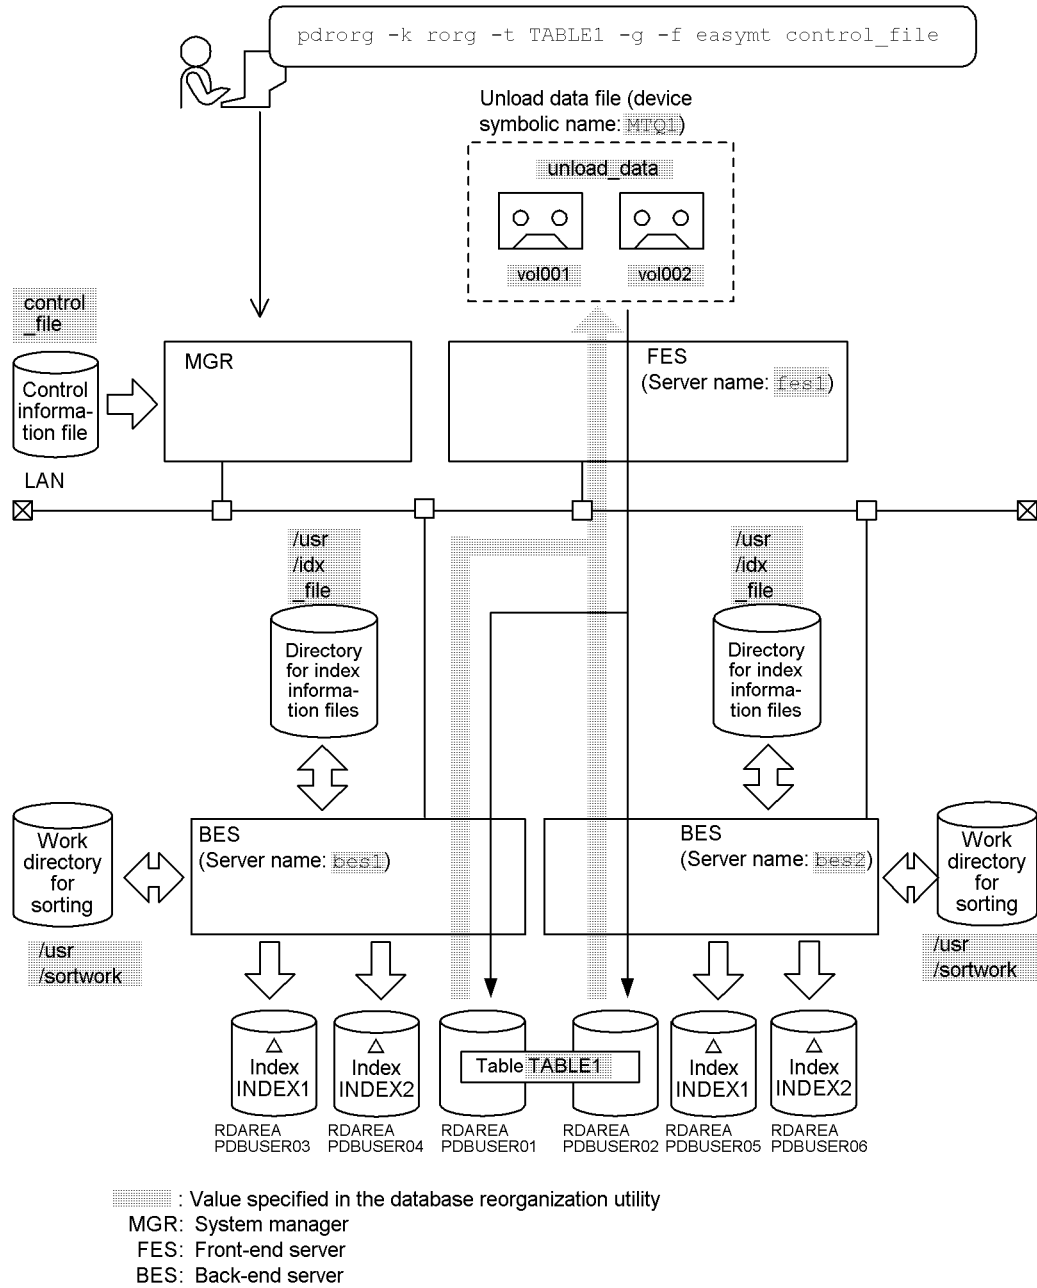 pdrorg -k rorg -t TABLE1 -g -f easymt control_file
Unload data file (device
symbolic name: MTQ1)
unload_data
vol001
vol002
control
_file
Control
informa-
tion file
MGR
FES
(Server name: fes1)
LAN
/usr
/idx
_file
Directory
for index
informa-
tion files
/usr
/idx
_file
Directory
for index
informa-
tion files
Work
directory
for
sorting
/usr
/sortwork
BES
(Server name: bes1)
BES
(Server name: bes2)
Work
directory
for
sorting
/usr
/sortwork
Index
INDEX1
RDAREA
PDBUSER03
Index
INDEX2
RDAREA
PDBUSER04
Table TABLE1
RDAREA
PDBUSER01
RDAREA
PDBUSER02
Index
INDEX1
RDAREA
PDBUSER05
Index
INDEX2
RDAREA
PDBUSER06
: Value specified in the database reorganization utility
MGR: System manager
FES: Front-end server
BES: Back-end server